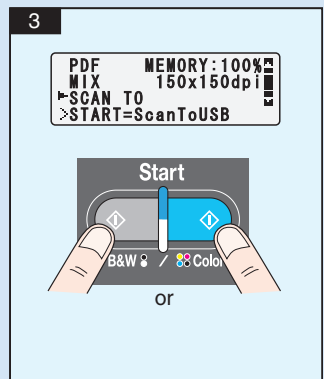 3
PDF MEMORY:100%
MIX 150x150dpi
SCAN TO
>START=ScanToUSB
Start
B&W / Color
or